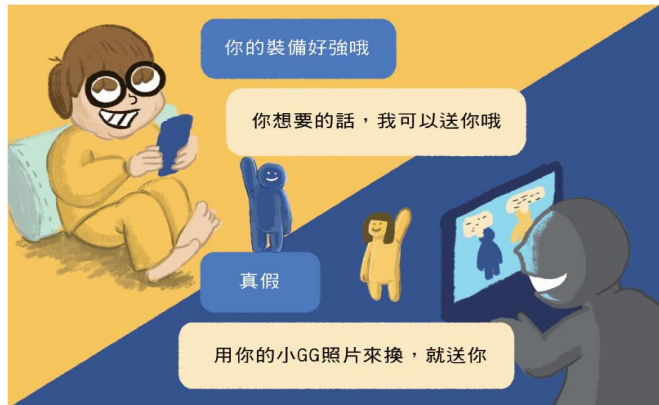 你的裝備好強哦
你想要的話，我可以送你哦
真假
用你的小GG照片來換，就送你